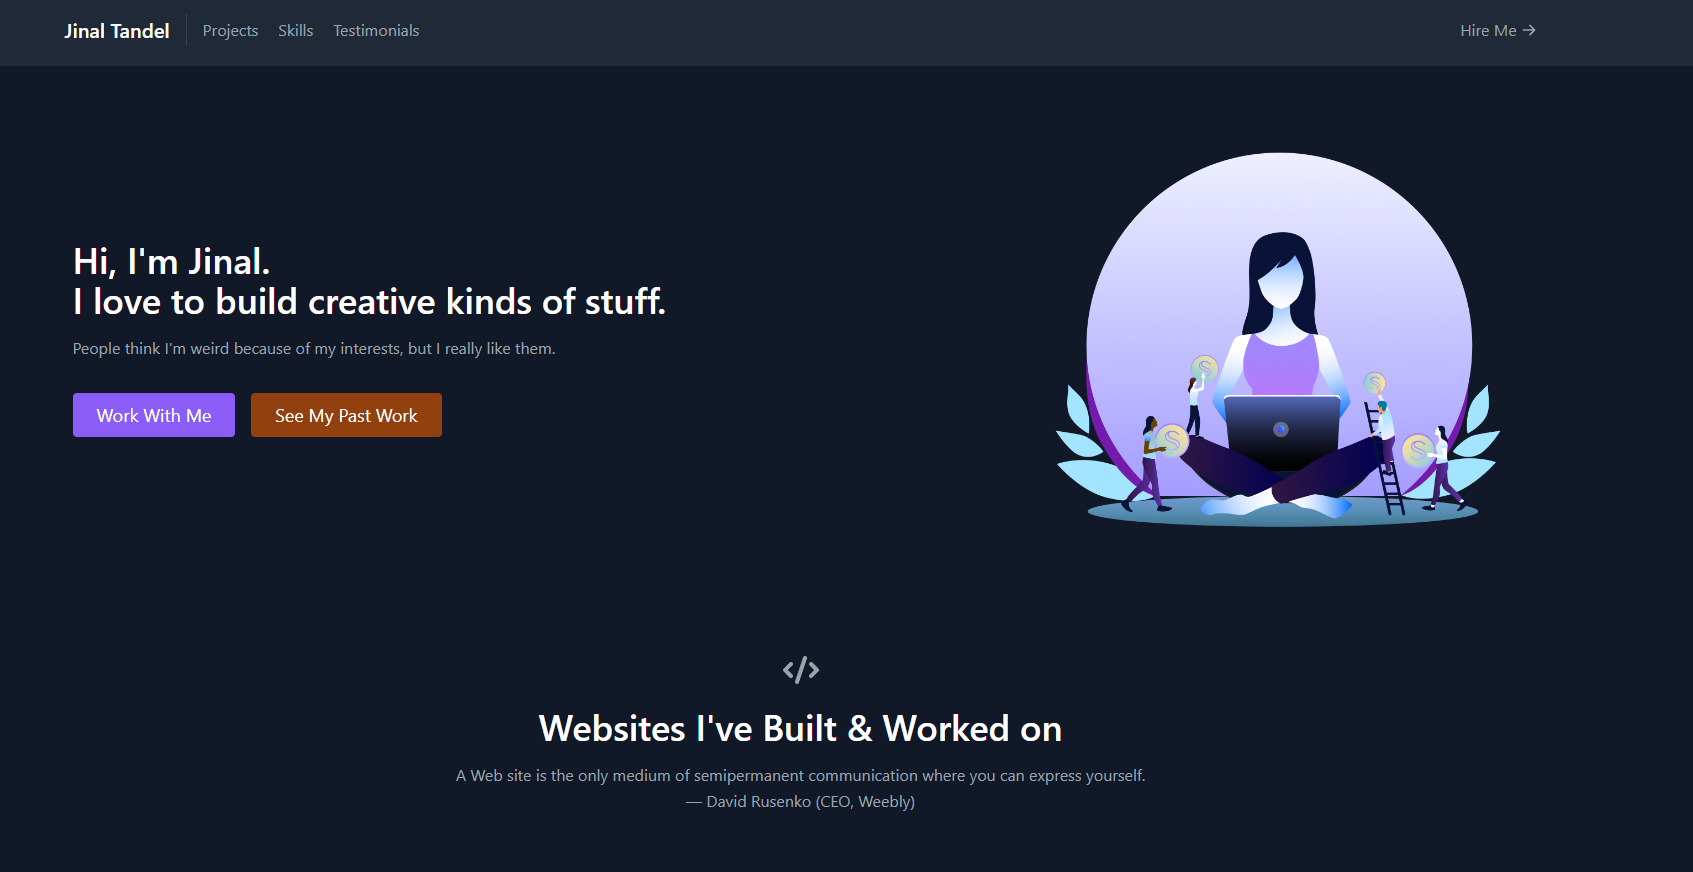 Jinal Tandel
Projects
Skills
Testimonials
Hire Me →
Hi, I'm Jinal.
I love to build creative kinds of stuff.
People think I'm weird because of my interests, but I really like them.
Work With Me
See My Past Work
Websites I've Built & Worked on
A Web site is the only medium of semipermanent communication where you can express yourself.
— David Rusenko (CEO, Weebly)